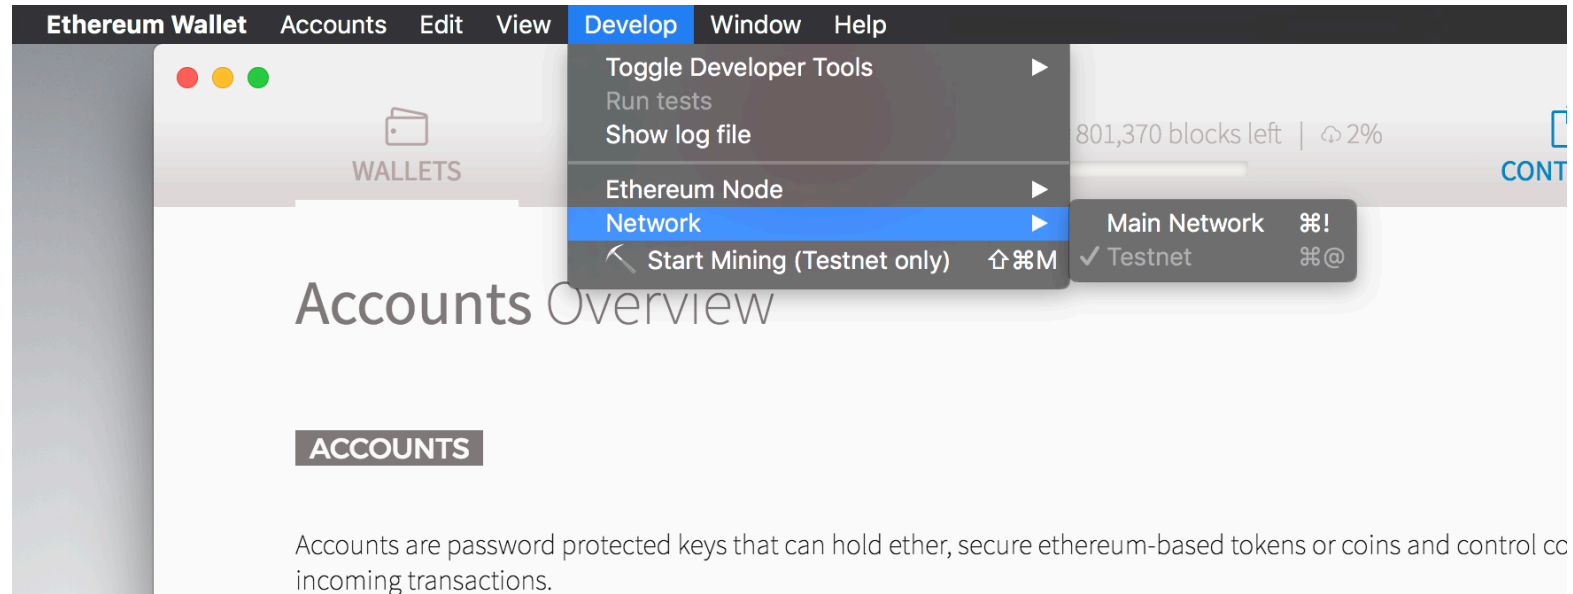 Ethereum Wallet Accounts Edit View Develop Window Help
Toggle Developer Tools ▶
Run tests
Show log file
801,370 blocks left | 2%
WALLETS
CONT
Ethereum Node ▶
Network ▶
Main Network ⌘!
Start Mining (Testnet only) ⇧⌘M
✓ Testnet ⌘@
Accounts Overview
ACCOUNTS
Accounts are password protected keys that can hold ether, secure ethereum-based tokens or coins and control co
incoming transactions.